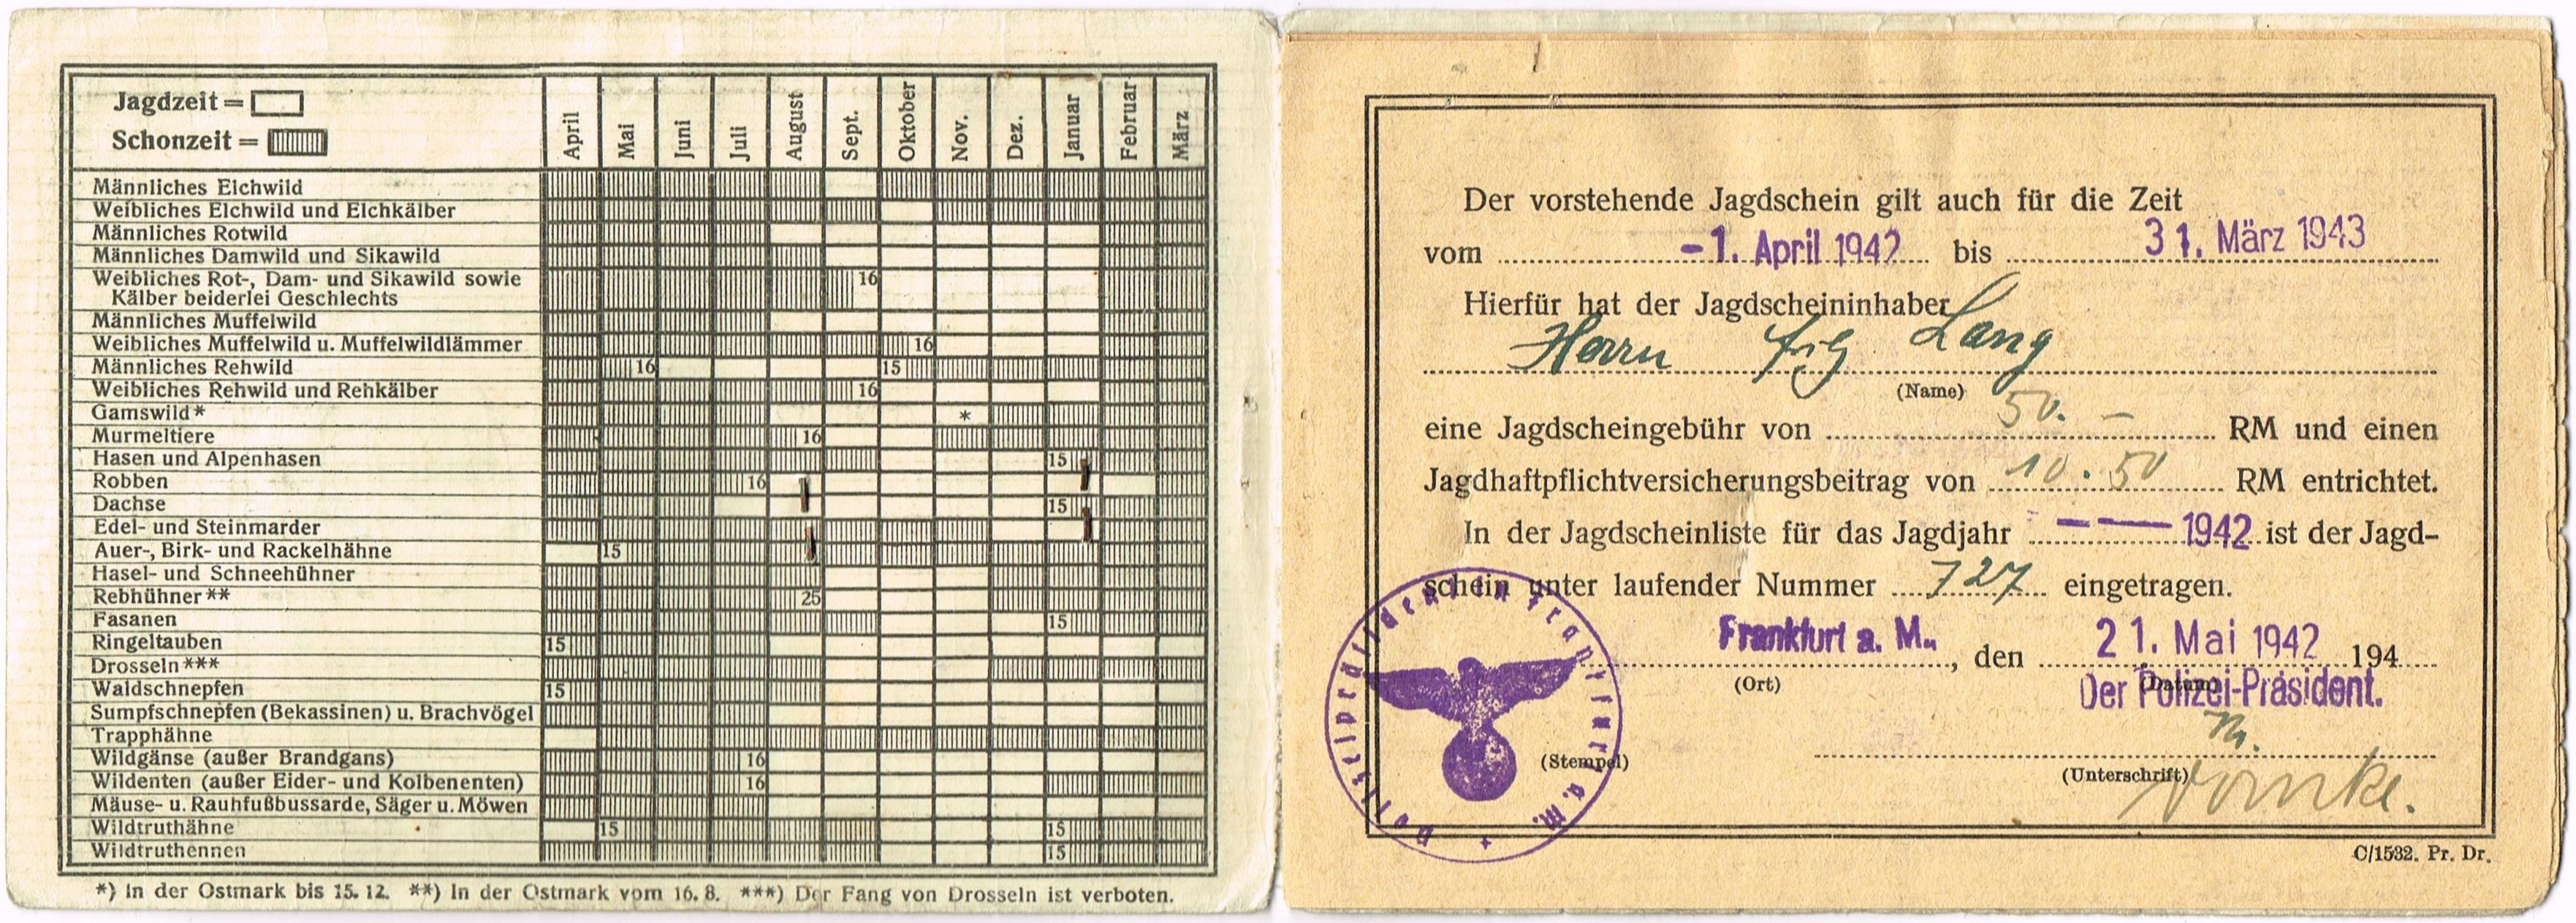 Jagdzeit =
Schonzeit =
April Mai Juni Juli August Sept. Oktober Nov. Dez. Januar Februar März
Männliches Elchwild
Weibliches Elchwild und Elchkälber
Männliches Rotwild
Männliches Damwild und Sikawild
Weibliches Rot-, Dam- und Sikawild sowie
Kälber beiderlei Geschlechts 16
Männliches Muffelwild
Weibliches Muffelwild u. Muffelwildlämmer 16
Männliches Rehwild 16 15
Weibliches Rehwild und Rehkälber 16
Gamswild* *
Murmeltiere 16
Hasen und Alpenhasen 15
Robben 16
Dachse 15
Edel- und Steinmarder
Auer-, Birk- und Rackelhähne 15
Hasel- und Schneehühner
Rebhühner** 25
Fasanen 15
Ringeltauben 15
Drosseln***
Waldschnepfen 15
Sumpfschnepfen (Bekassinen) u. Brachvögel
Trapphähne
Wildgänse (außer Brandgans) 16
Wildenten (außer Eider- und Kolbenenten) 16
Mäuse- u. Rauhfußbussarde, Säger u. Möwen
Wildtruthähne 15 15
Wildtruthennen 15
*) In der Ostmark bis 15. 12. **) In der Ostmark vom 16. 8. ***) Der Fang von Drosseln ist verboten.
Der vorstehende Jagdschein gilt auch für die Zeit
vom -1. April 1942 bis 31. März 1943
Hierfür hat der Jagdscheininhaber
Herrn Lang
(Name)
eine Jagdscheingebühr von 50.- RM und einen
Jagdhaftpflichtversicherungsbeitrag von 10.50 RM entrichtet.
In der Jagdscheinliste für das Jagdjahr 1942 ist der Jagd-
schein unter laufender Nummer 727 eingetragen.
Frankfurt a. M., den 21. Mai 1942 194
(Ort) (Datum)
Der Polizei-Präsident.
(Stempel)
(Unterschrift)
Polizeipräsident in Frankfurt a. M.
C/1532. Pr. Dr.